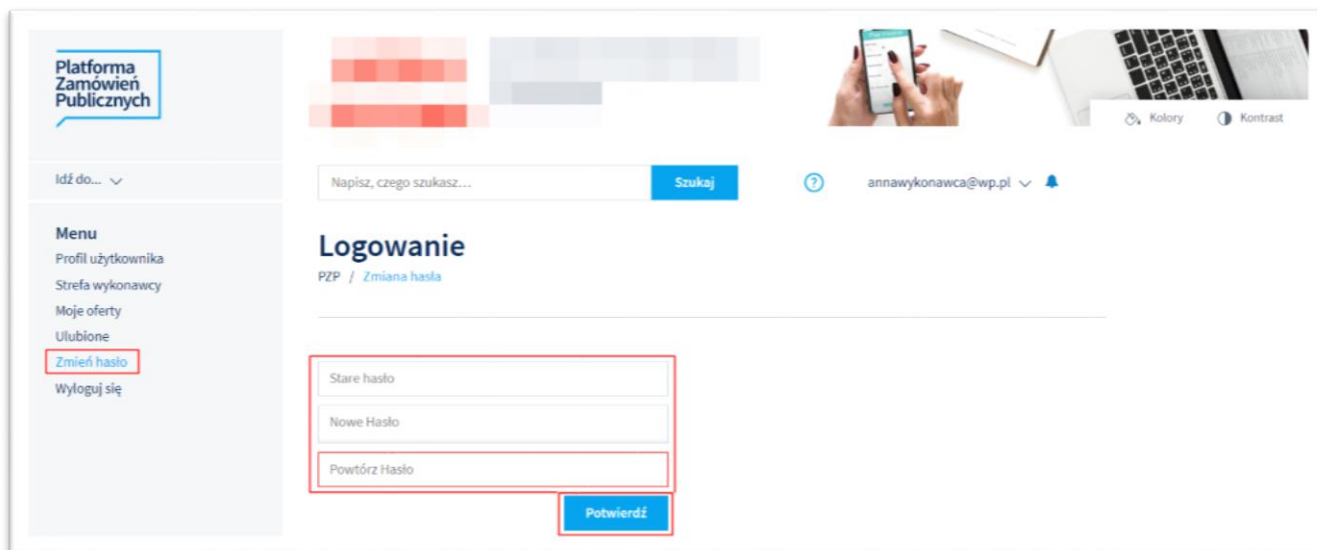 Platforma
Zamówień
Publicznych
Kolory
Kontrast
Idź do...
Napisz, czego szukasz...
Szukaj
?
annawykonawca@wp.pl
Menu
Profil użytkownika
Strefa wykonawcy
Moje oferty
Ulubione
Zmień hasło
Wyloguj się
Logowanie
PZP / Zmiana hasła
Stare hasło
Nowe Hasło
Powtórz Hasło
Potwierdź